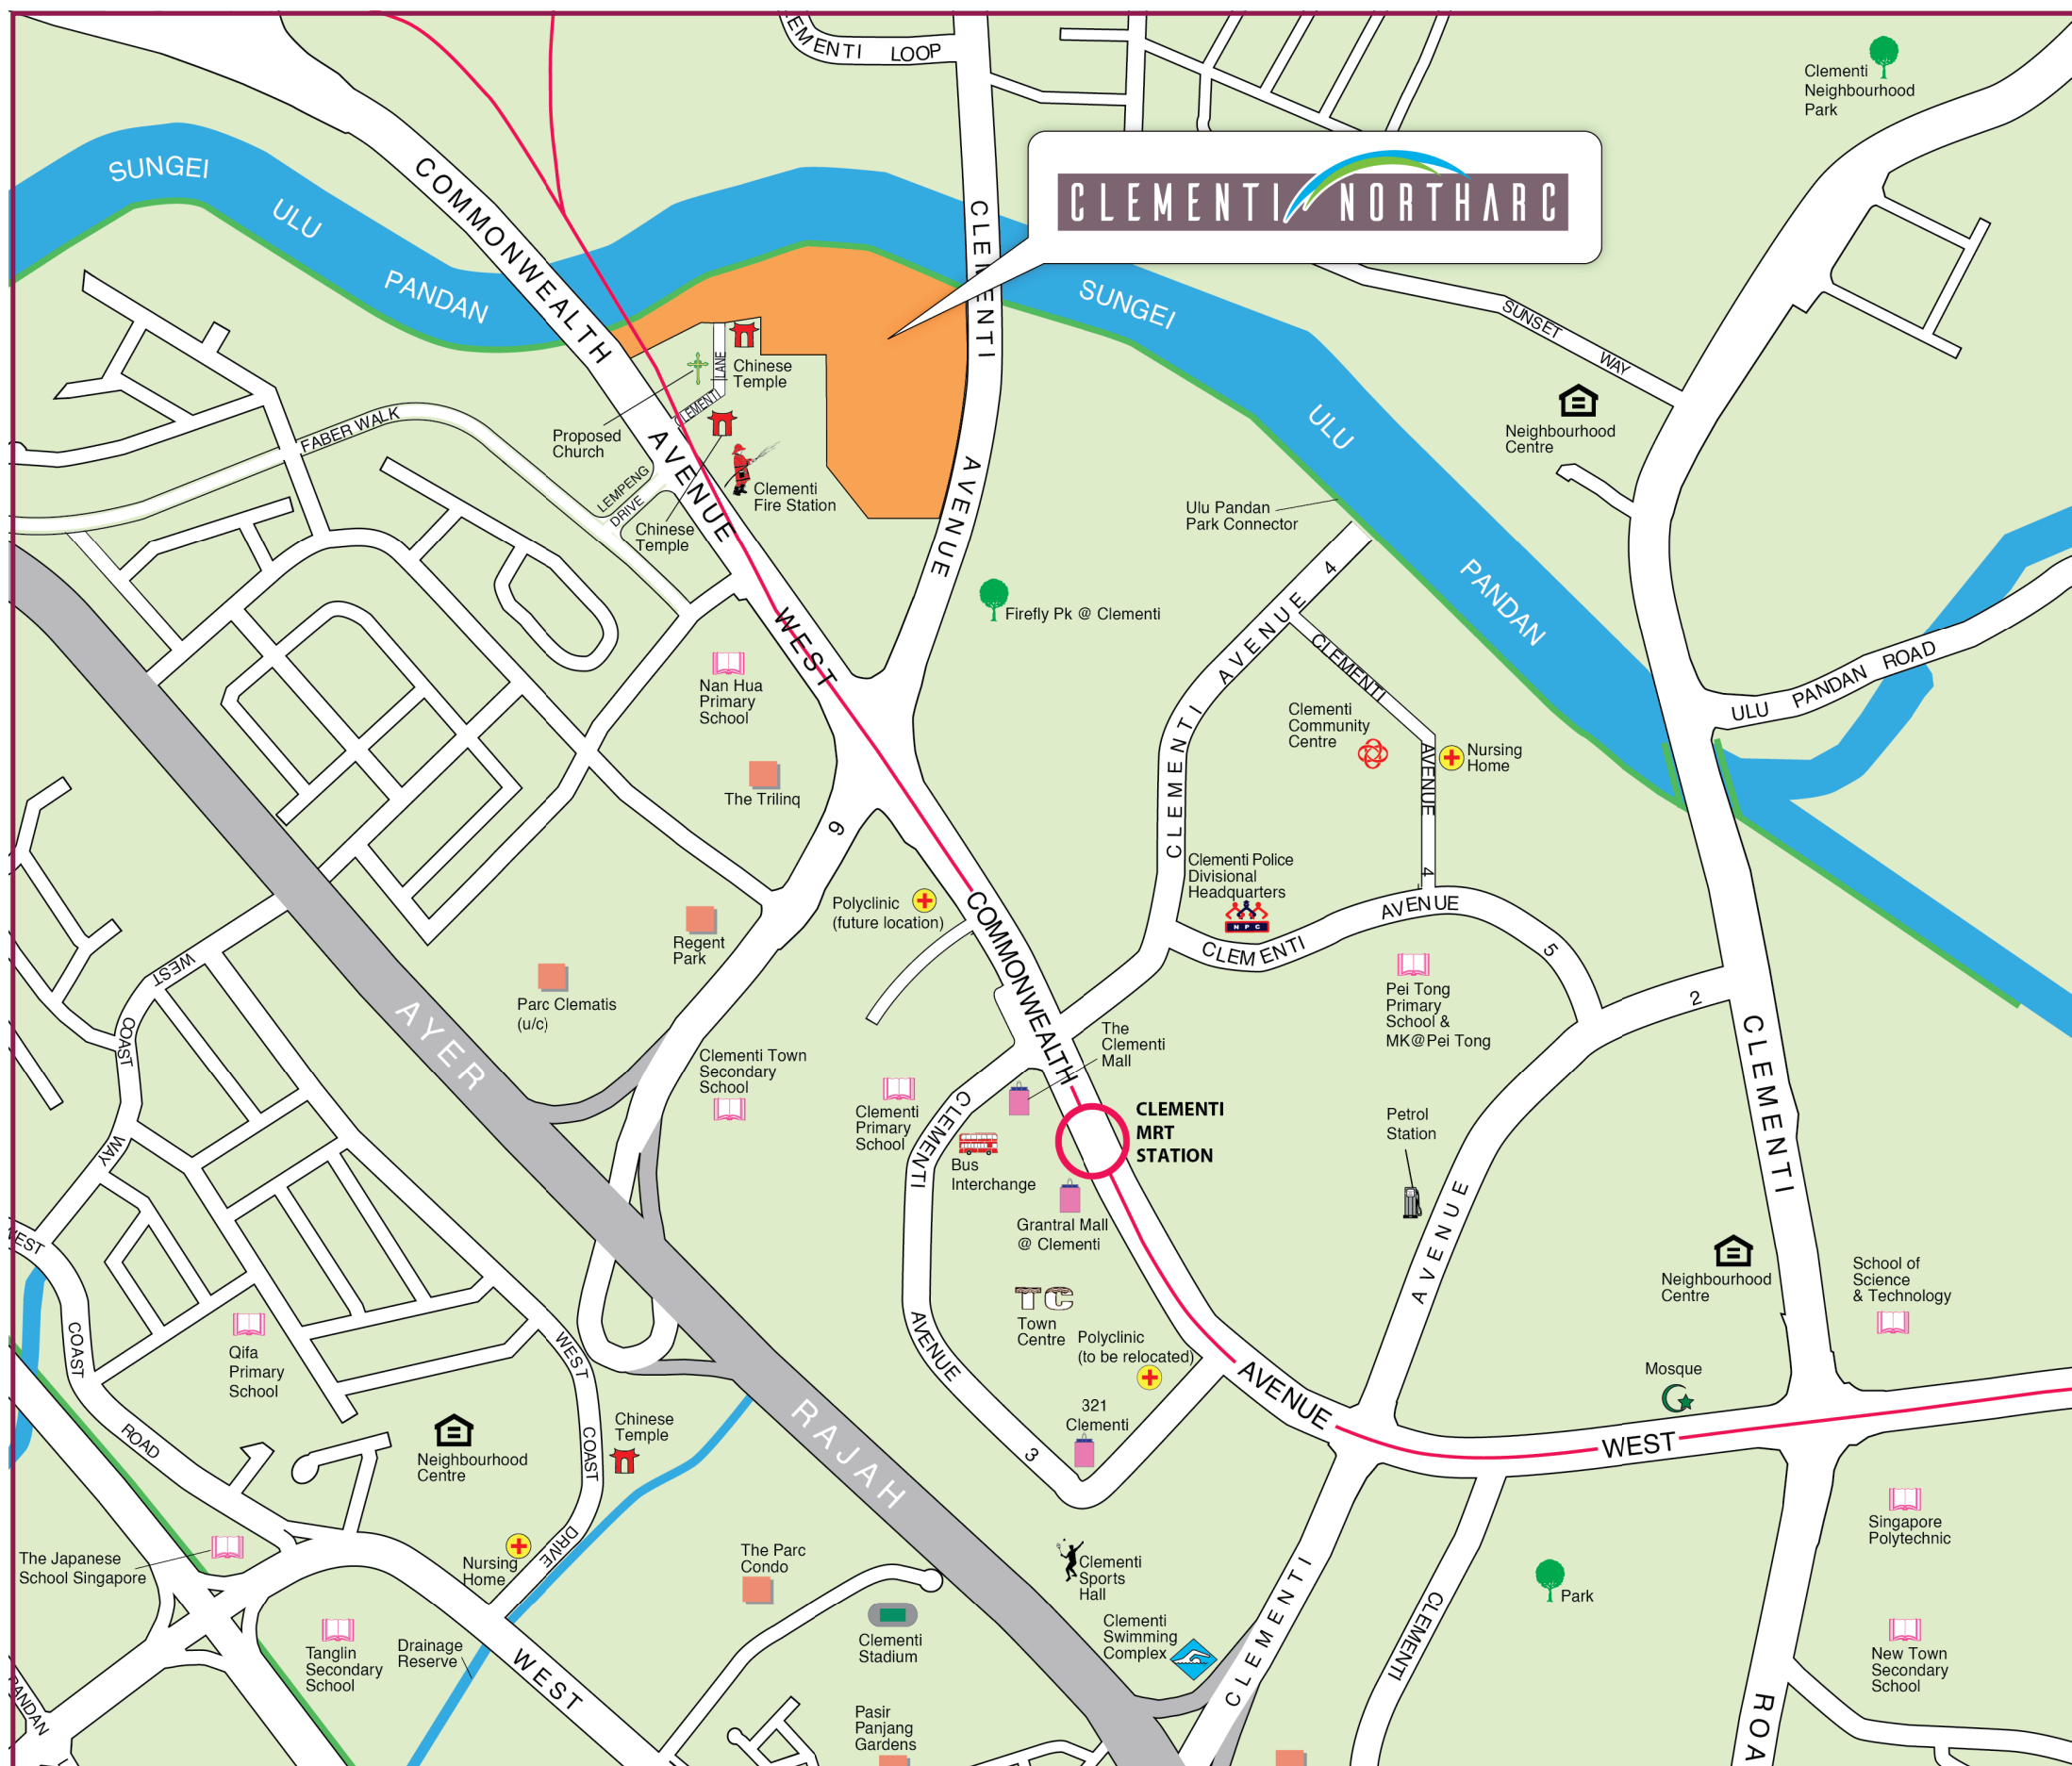 CLEMENTI LOOP
Clementi
Neighbourhood
Park
CLEMENTI NORTHARC
SUNGEI
ULU
PANDAN
COMMONWEALTH
AVENUE
WEST
CLEMENTI
AVENUE
6
SUNGEI
ULU
PANDAN
SUNSET
WAY
Neighbourhood
Centre
LANE
CLEMENTI
Chinese
Temple
Proposed
Church
FABER WALK
LEMPENG
DRIVE
Clementi
Fire Station
Chinese
Temple
Ulu Pandan
Park Connector
Firefly Pk @ Clementi
CLEMENTI
AVENUE
4
CLEMENTI
AVENUE
4
Clementi
Community
Centre
Nursing
Home
ULU PANDAN ROAD
Nan Hua
Primary
School
The Trilinq
Clementi Police
Divisional
Headquarters
NPC
CLEMENTI
AVENUE
5
Polyclinic
(future location)
Regent
Park
Parc Clematis
(u/c)
WEST
COAST
WAY
AYER
RAJAH
COMMONWEALTH
Pei Tong
Primary
School &
MK@Pei Tong
2
AVENUE
CLEMENTI
The
Clementi
Mall
Clementi Town
Secondary
School
Clementi
Primary
School
CLEMENTI
AVENUE
3
Bus
Interchange
CLEMENTI
MRT
STATION
Petrol
Station
Grantral Mall
@ Clementi
TC
Town
Centre
Polyclinic
(to be relocated)
321
Clementi
Neighbourhood
Centre
School of
Science
& Technology
Mosque
AVENUE
WEST
WEST
COAST
ROAD
Qifa
Primary
School
WEST
COAST
DRIVE
Neighbourhood
Centre
Chinese
Temple
Nursing
Home
The Japanese
School Singapore
Tanglin
Secondary
School
Drainage
Reserve
WEST
PANDAN
The Parc
Condo
Clementi
Stadium
Pasir
Panjang
Gardens
Clementi
Sports
Hall
Clementi
Swimming
Complex
CLEMENTI
CLEMENTI
Park
Singapore
Polytechnic
New Town
Secondary
School
ROA